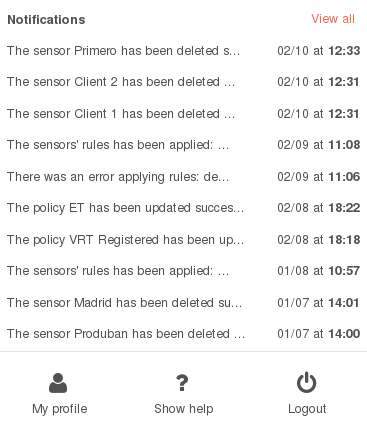 Notifications View all
The sensor Primero has been deleted s... 02/10 at 12:33
The sensor Client 2 has been deleted ... 02/10 at 12:31
The sensor Client 1 has been deleted ... 02/10 at 12:31
The sensors' rules has been applied: ... 02/09 at 11:08
There was an error applying rules: de... 02/09 at 11:06
The policy ET has been updated succes... 02/08 at 18:22
The policy VRT Registered has been up... 02/08 at 18:18
The sensors' rules has been applied: ... 01/08 at 10:57
The sensor Madrid has been deleted su... 01/07 at 14:01
The sensor Produban has been deleted ... 01/07 at 14:00
My profile Show help Logout